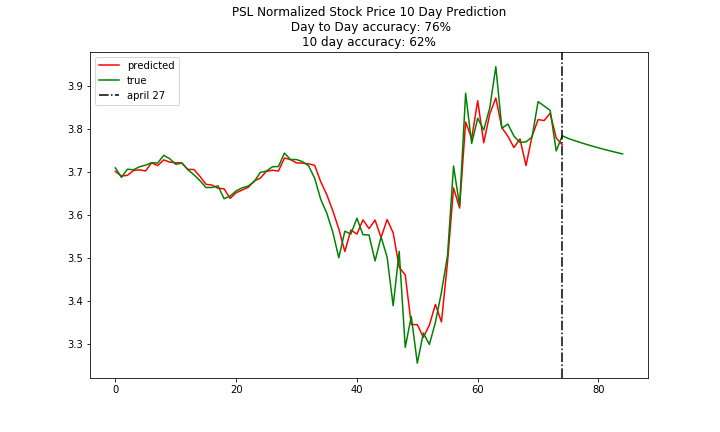 PSL Normalized Stock Price 10 Day Prediction
Day to Day accuracy: 76%
10 day accuracy: 62%
predicted
true
april 27
3.9
3.8
3.7
3.6
3.5
3.4
3.3
0 20 40 60 80